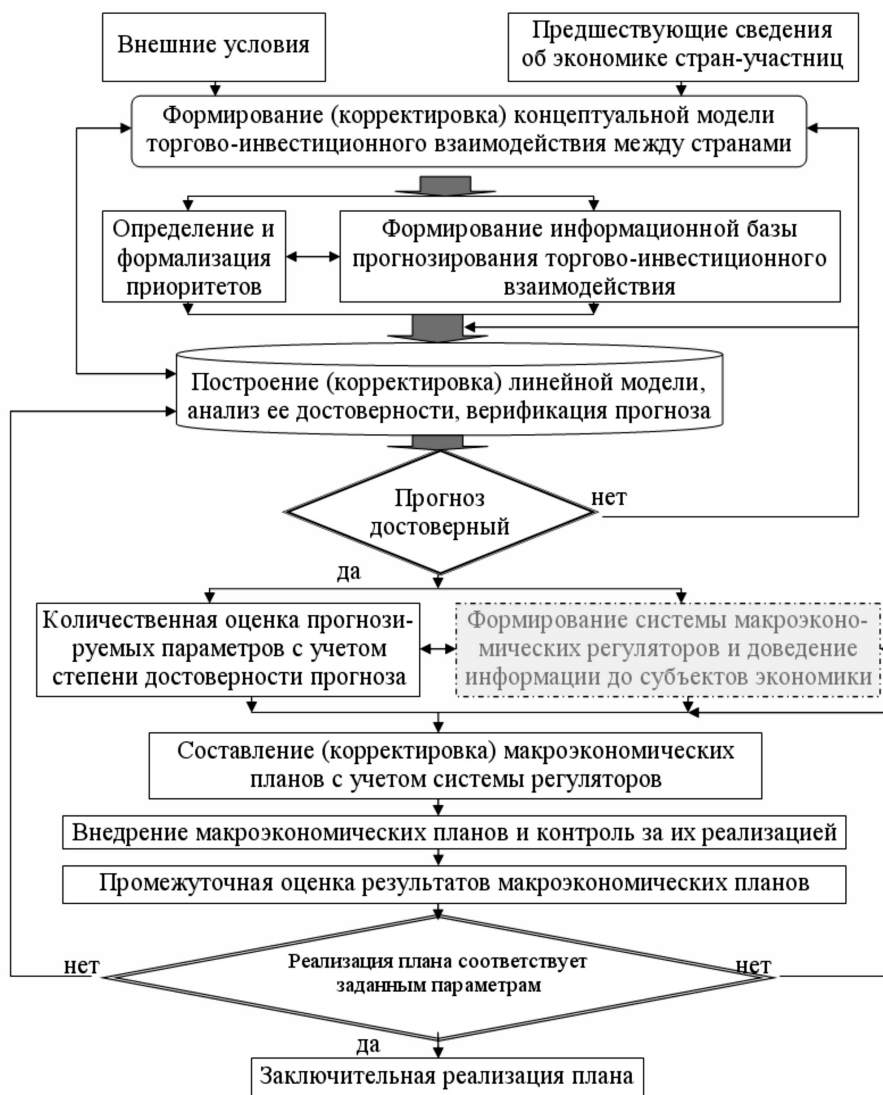 Внешние условия
Предшествующие сведения
об экономике стран-участниц
Формирование (корректировка) концептуальной модели
торгово-инвестиционного взаимодействия между странами
Определение и
формализация
приоритетов
Формирование информационной базы
прогнозирования торгово-инвестиционного
взаимодействия
Построение (корректировка) линейной модели,
анализ ее достоверности, верификация прогноза
Прогноз
достоверный
нет
да
Количественная оценка прогнози-
руемых параметров с учетом
степени достоверности прогноза
Формирование системы макроэконо-
мических регуляторов и доведение
информации до субъектов экономики
Составление (корректировка) макроэкономических
планов с учетом системы регуляторов
Внедрение макроэкономических планов и контроль за их реализацией
Промежуточная оценка результатов макроэкономических планов
нет
Реализация плана соответствует
заданным параметрам
нет
да
Заключительная реализация плана